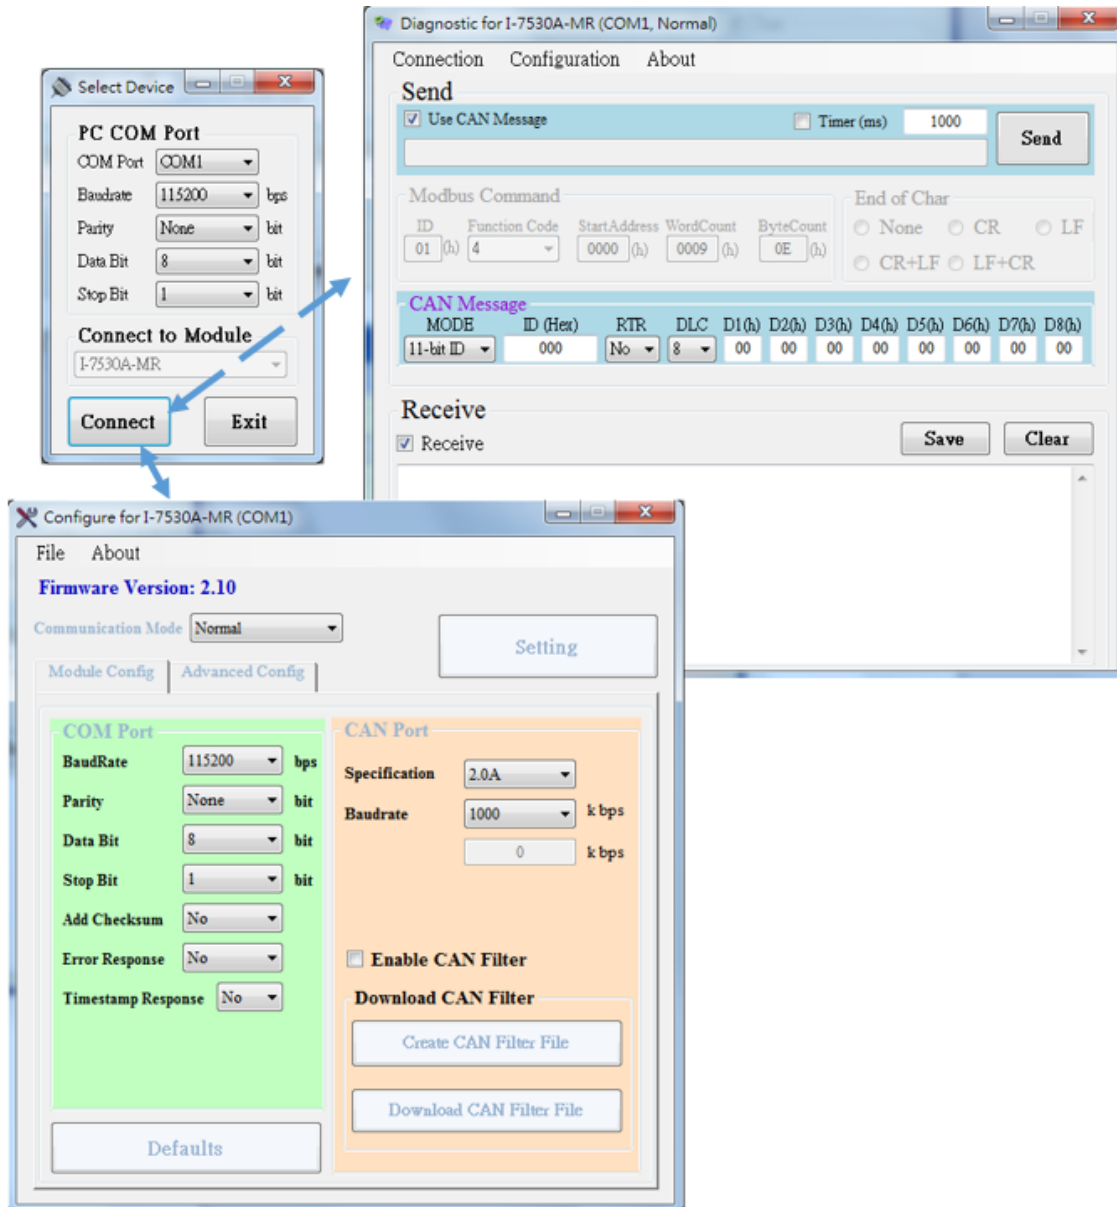 Select Device
PC COM Port
COM Port COM1
Baudrate 115200 bps
Parity None bit
Data Bit 8 bit
Stop Bit 1 bit
Connect to Module
I-7530A-MR
Connect Exit
Diagnostic for I-7530A-MR (COM1, Normal)
Connection Configuration About
Send
Use CAN Message Timer (ms) 1000 Send
Modbus Command
ID Function Code StartAddress WordCount ByteCount
01 (h) 4 0000 (h) 0009 (h) 0E (h)
End of Char
None CR LF
CR+LF LF+CR
CAN Message
MODE ID (Hex) RTR DLC D1(h) D2(h) D3(h) D4(h) D5(h) D6(h) D7(h) D8(h)
11-bit ID 000 No 8 00 00 00 00 00 00 00 00
Receive
Receive Save Clear
Configure for I-7530A-MR (COM1)
File About
Firmware Version: 2.10
Communication Mode Normal
Setting
Module Config Advanced Config
COM Port
BaudRate 115200 bps
Parity None bit
Data Bit 8 bit
Stop Bit 1 bit
Add Checksum No
Error Response No
Timestamp Response No
Defaults
CAN Port
Specification 2.0A
Baudrate 1000 k bps
0 k bps
Enable CAN Filter
Download CAN Filter
Create CAN Filter File
Download CAN Filter File